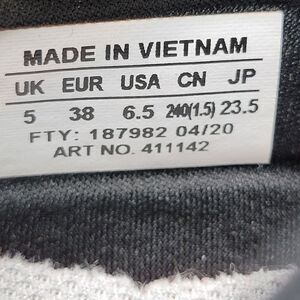 MADE IN VIETNAM
UK EUR USA CN JP
5 38 6.5 240(1.5) 23.5
FTY: 187982 04/20
ART NO. 411142